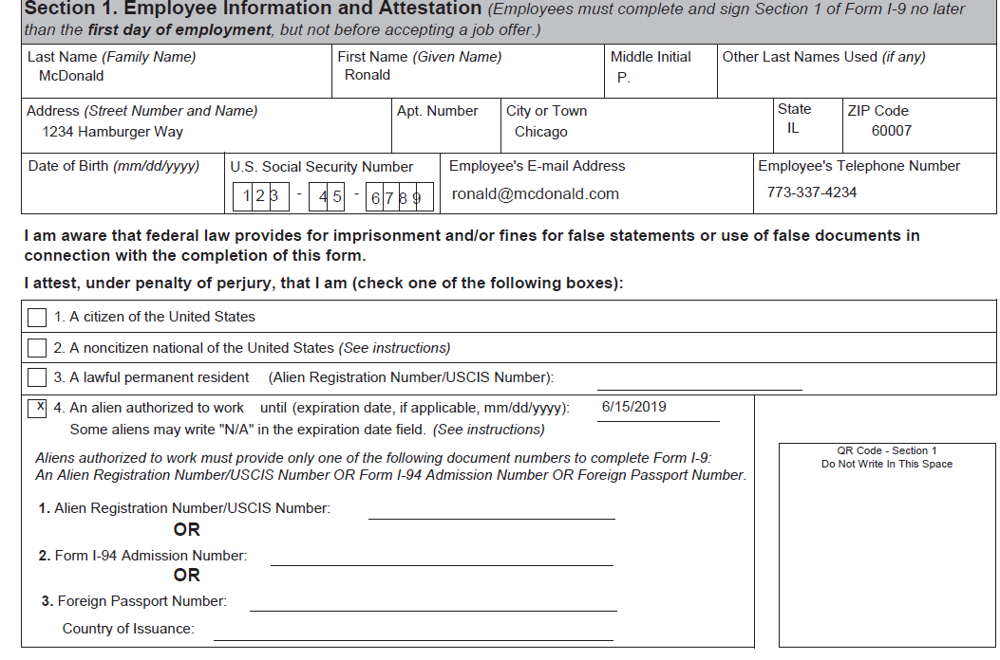 Section 1. Employee Information and Attestation (Employees must complete and sign Section 1 of Form I-9 no later
than the first day of employment, but not before accepting a job offer.)
Last Name (Family Name) First Name (Given Name) Middle Initial Other Last Names Used (if any)
McDonald Ronald P.
Address (Street Number and Name) Apt. Number City or Town State ZIP Code
1234 Hamburger Way Chicago IL 60007
Date of Birth (mm/dd/yyyy) U.S. Social Security Number Employee's E-mail Address Employee's Telephone Number
1 2 3 - 4 5 - 6 7 8 9 ronald@mcdonald.com 773-337-4234
I am aware that federal law provides for imprisonment and/or fines for false statements or use of false documents in
connection with the completion of this form.
I attest, under penalty of perjury, that I am (check one of the following boxes):
1. A citizen of the United States
2. A noncitizen national of the United States (See instructions)
3. A lawful permanent resident (Alien Registration Number/USCIS Number):
X 4. An alien authorized to work until (expiration date, if applicable, mm/dd/yyyy): 6/15/2019
Some aliens may write "N/A" in the expiration date field. (See instructions)
Aliens authorized to work must provide only one of the following document numbers to complete Form I-9:
An Alien Registration Number/USCIS Number OR Form I-94 Admission Number OR Foreign Passport Number.
1. Alien Registration Number/USCIS Number:
OR
2. Form I-94 Admission Number:
OR
3. Foreign Passport Number:
Country of Issuance:
QR Code - Section 1
Do Not Write In This Space